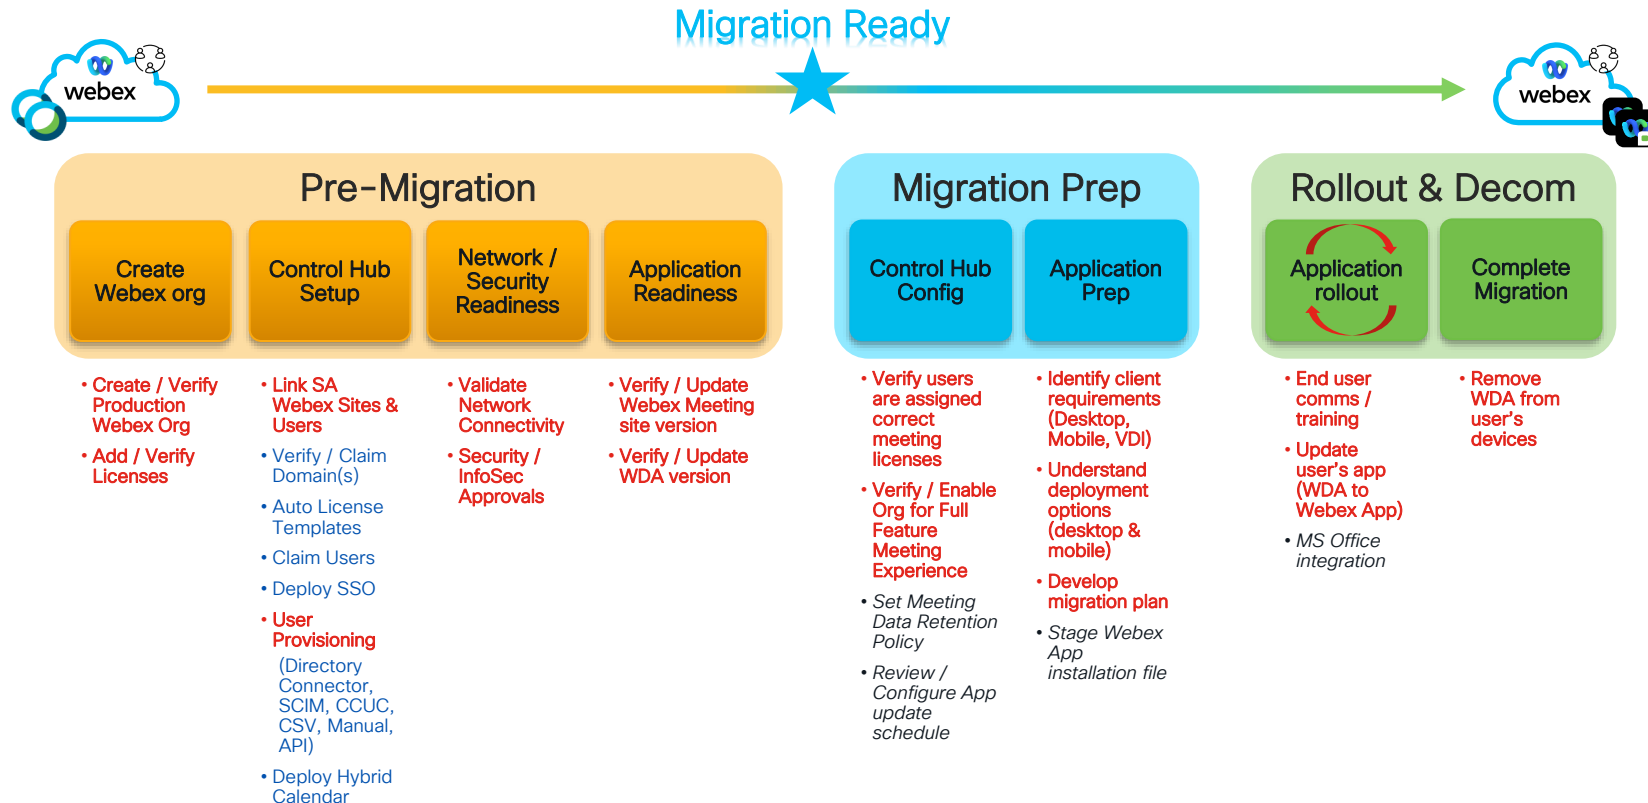 Migration Ready
webex
webex
Pre-Migration
Create
Webex org
Control Hub
Setup
Network /
Security
Readiness
Application
Readiness
• Create / Verify
Production
Webex Org
• Add / Verify
Licenses
• Link SA
Webex Sites &
Users
• Verify / Claim
Domain(s)
• Auto License
Templates
• Claim Users
• Deploy SSO
• User
Provisioning
(Directory
Connector,
SCIM, CCUC,
CSV, Manual,
API)
• Deploy Hybrid
Calendar
• Validate
Network
Connectivity
• Security /
InfoSec
Approvals
• Verify / Update
Webex Meeting
site version
• Verify / Update
WDA version
Migration Prep
Control Hub
Config
Application
Prep
• Verify users
are assigned
correct
meeting
licenses
• Verify / Enable
Org for Full
Feature
Meeting
Experience
• Set Meeting
Data Retention
Policy
• Review /
Configure App
update
schedule
• Identify client
requirements
(Desktop,
Mobile, VDI)
• Understand
deployment
options
(desktop &
mobile)
• Develop
migration plan
• Stage Webex
App
installation file
Rollout & Decom
Application
rollout
Complete
Migration
• End user
comms /
training
• Update
user's app
(WDA to
Webex App)
• MS Office
integration
• Remove
WDA from
user's
devices